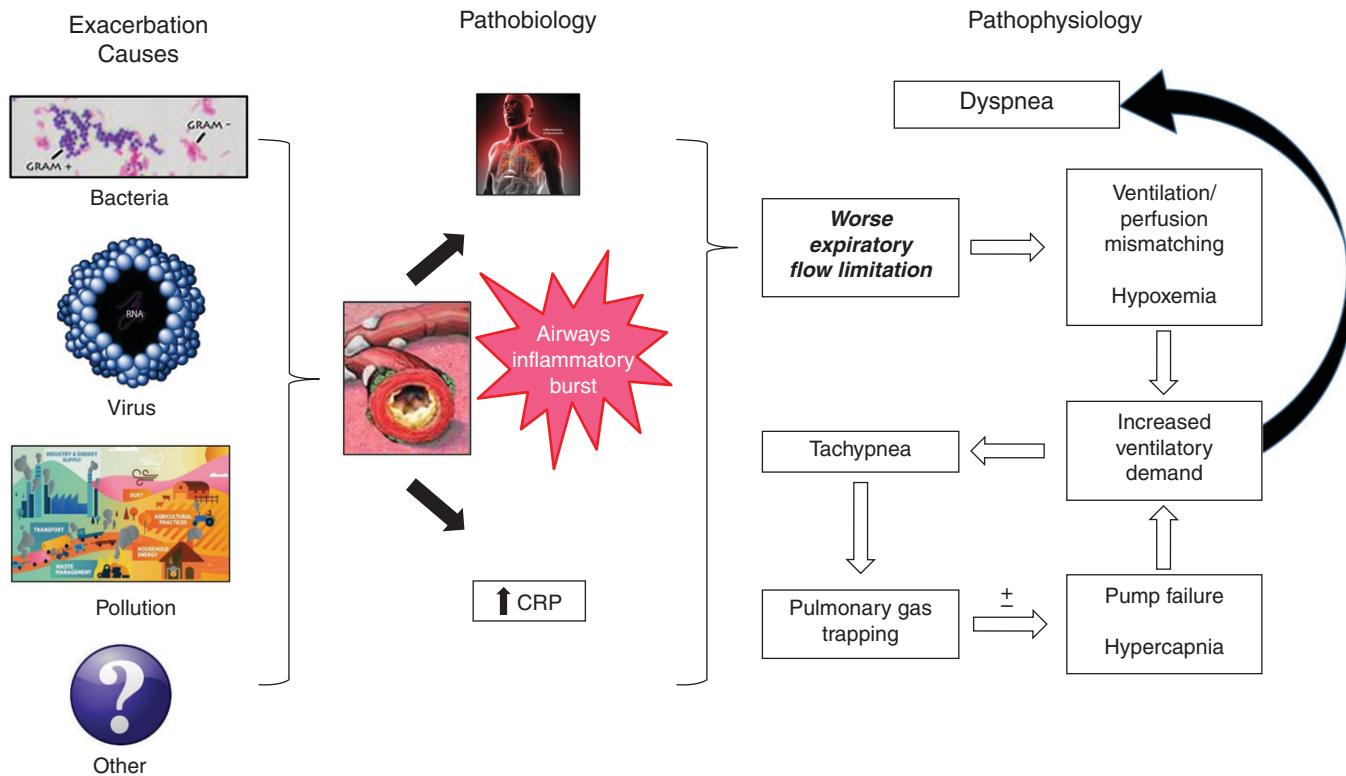 Exacerbation
Causes
GRAM -
GRAM +
Bacteria
RNA
Virus
INDUSTRY & ENERGY
SUPPLY
DUST
AGRICULTURAL
PRACTICES
TRANSPORT
HOUSEHOLD
ENERGY
WASTE
MANAGEMENT
Pollution
?
Other
Pathobiology
Airways
inflammatory
burst
CRP
Pathophysiology
Dyspnea
Worse
expiratory
flow limitation
Ventilation/
perfusion
mismatching
Hypoxemia
Increased
ventilatory
demand
Tachypnea
Pulmonary gas
trapping
±
Pump failure
Hypercapnia